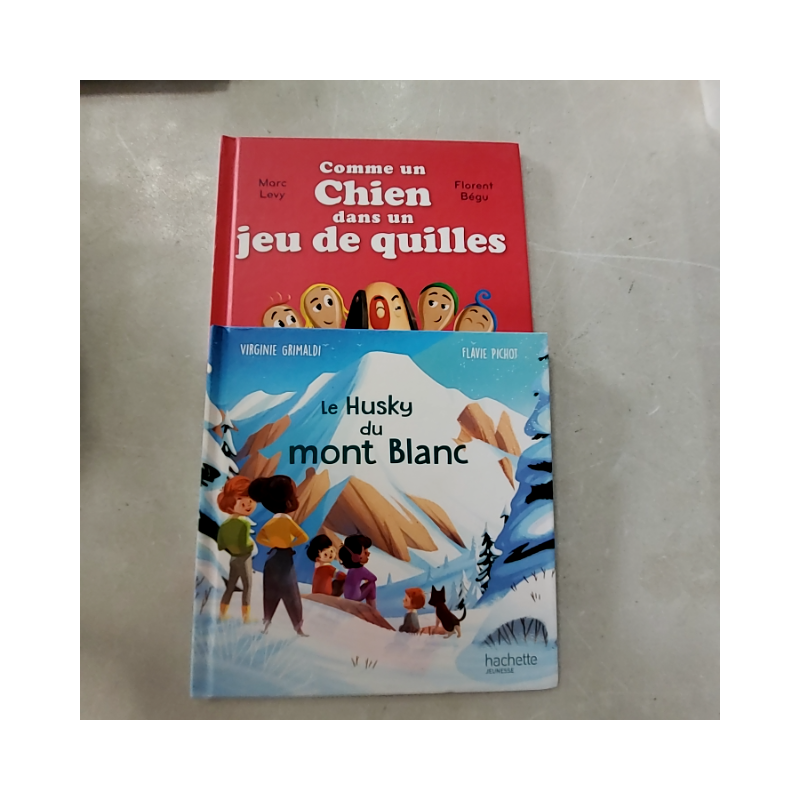 Comme un
Marc
Levy
Chien
Florent
Bégu
dans un
jeu de quilles
VIRGINIE GRIMALDI
FLAVIE PICHOT
Le Husky
du
mont Blanc
hachette
JEUNESSE